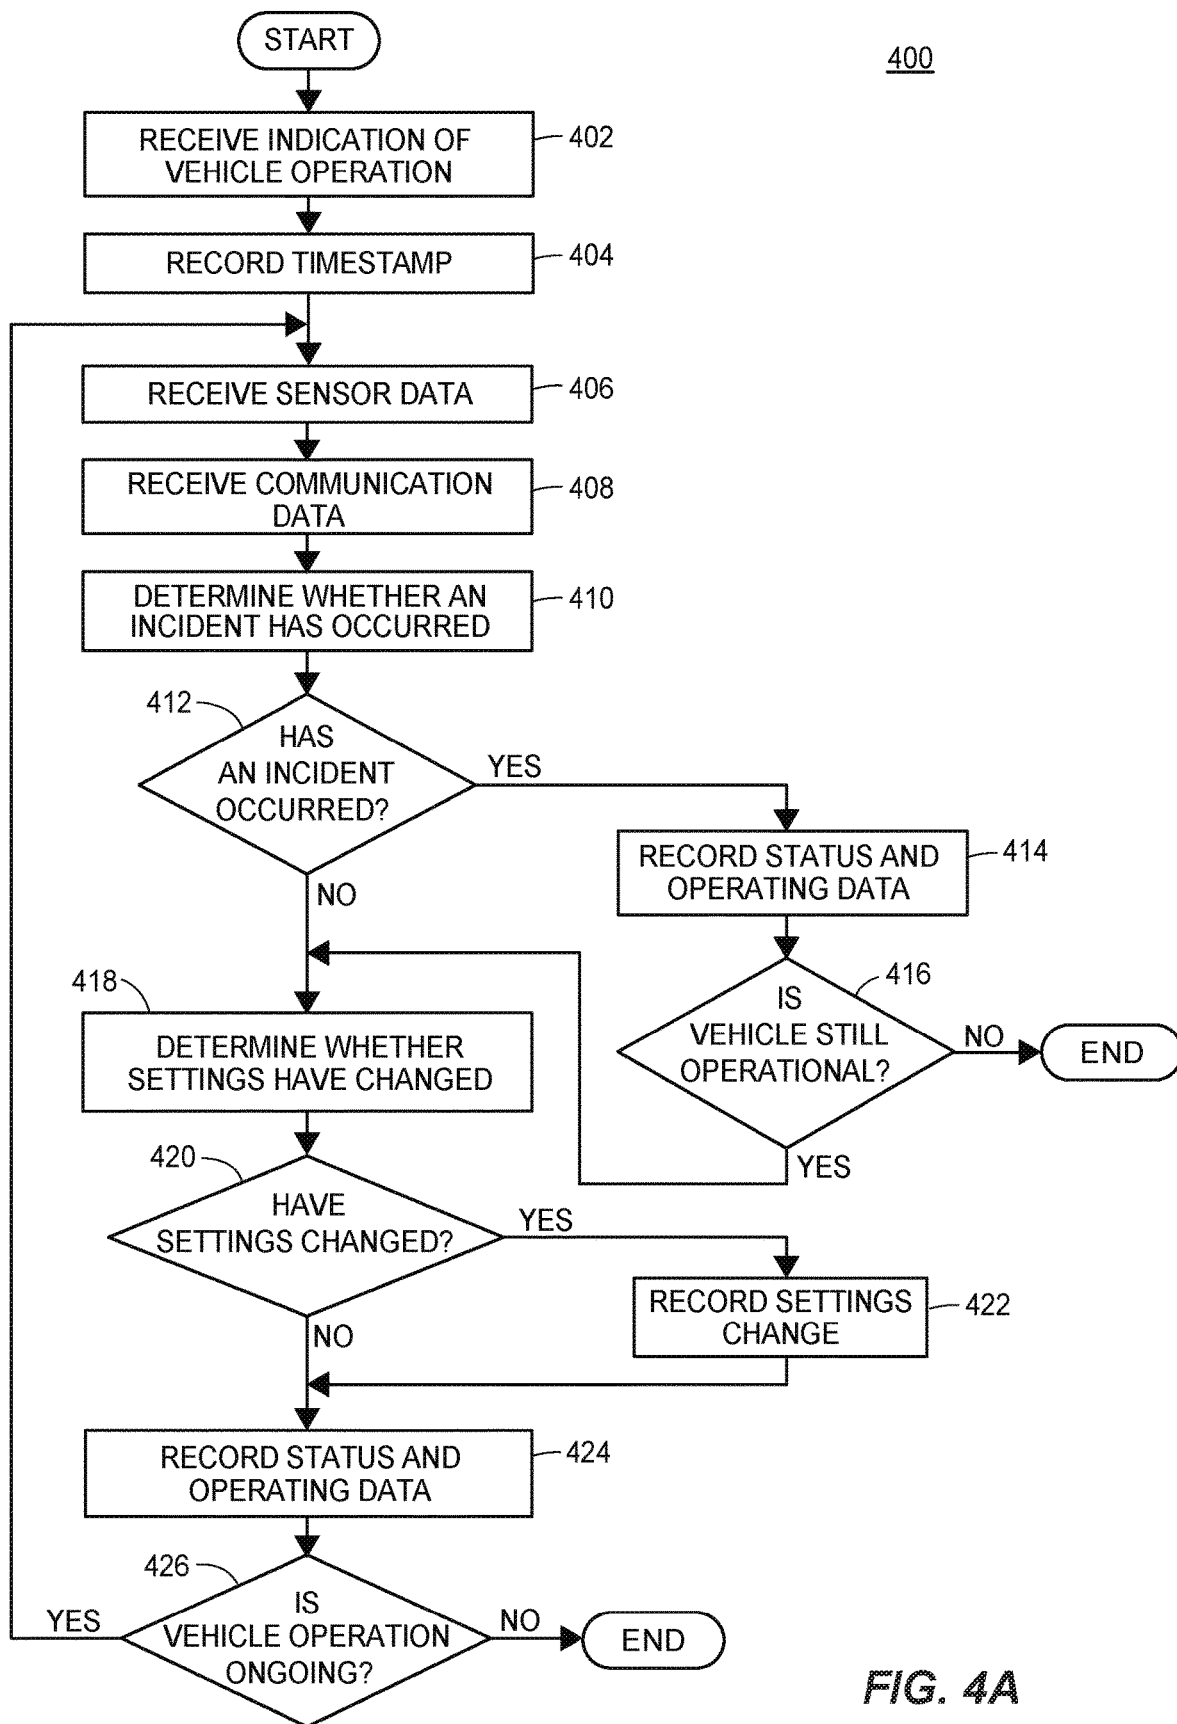 START
400
RECEIVE INDICATION OF
VEHICLE OPERATION
402
RECORD TIMESTAMP
404
RECEIVE SENSOR DATA
406
RECEIVE COMMUNICATION
DATA
408
DETERMINE WHETHER AN
INCIDENT HAS OCCURRED
410
412
HAS
AN INCIDENT
OCCURRED?
YES
NO
RECORD STATUS AND
OPERATING DATA
414
416
IS
VEHICLE STILL
OPERATIONAL?
NO
END
YES
418
DETERMINE WHETHER
SETTINGS HAVE CHANGED
420
HAVE
SETTINGS CHANGED?
YES
NO
RECORD SETTINGS
CHANGE
422
RECORD STATUS AND
OPERATING DATA
424
426
IS
VEHICLE OPERATION
ONGOING?
YES
NO
END
FIG. 4A